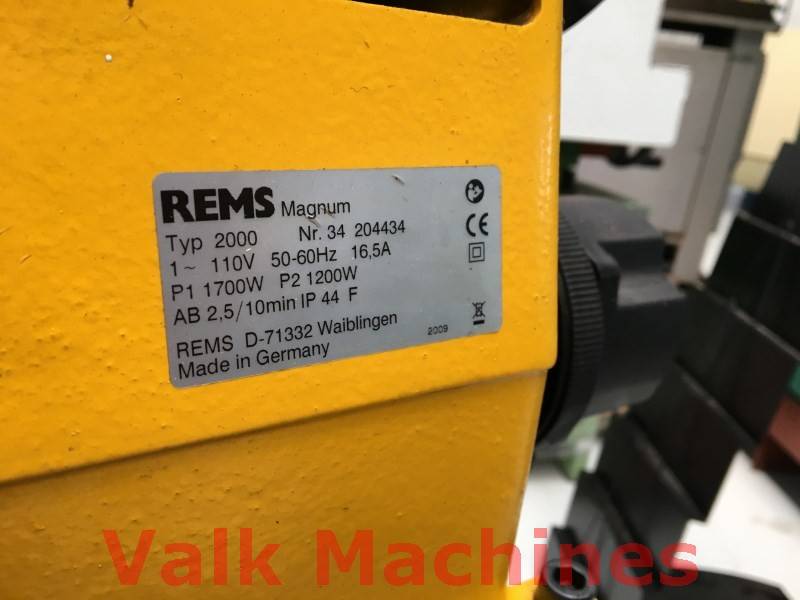 REMS Magnum
Typ 2000 Nr. 34 204434
1~ 110V 50-60Hz 16,5A
P1 1700W P2 1200W
AB 2,5/10min IP 44 F
REMS D-71332 Waiblingen
Made in Germany
2009
CE
Valk Machines